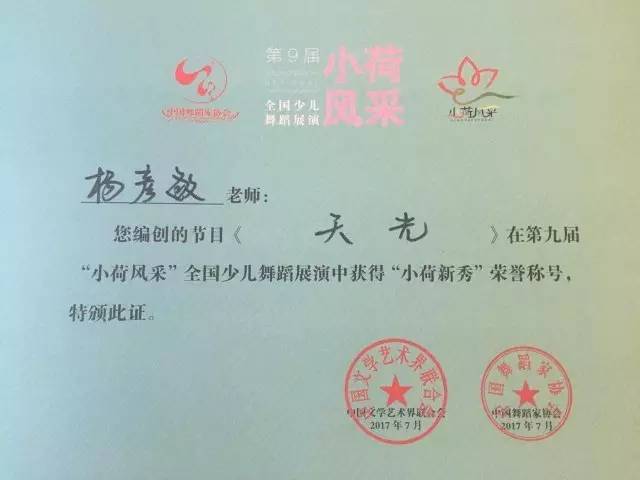 第9届
小荷
风采
全国少儿
舞蹈展演
中国舞蹈家协会
小荷风采
杨彦敏 老师：
您编创的节目《 天光 》在第九届
“小荷风采”全国少儿舞蹈展演中获得“小荷新秀”荣誉称号，
特颁此证。
中国文学艺术界联合会
中国舞蹈家协会
中国文学艺术界联合会
2017年7月
中国舞蹈家协会
2017年7月